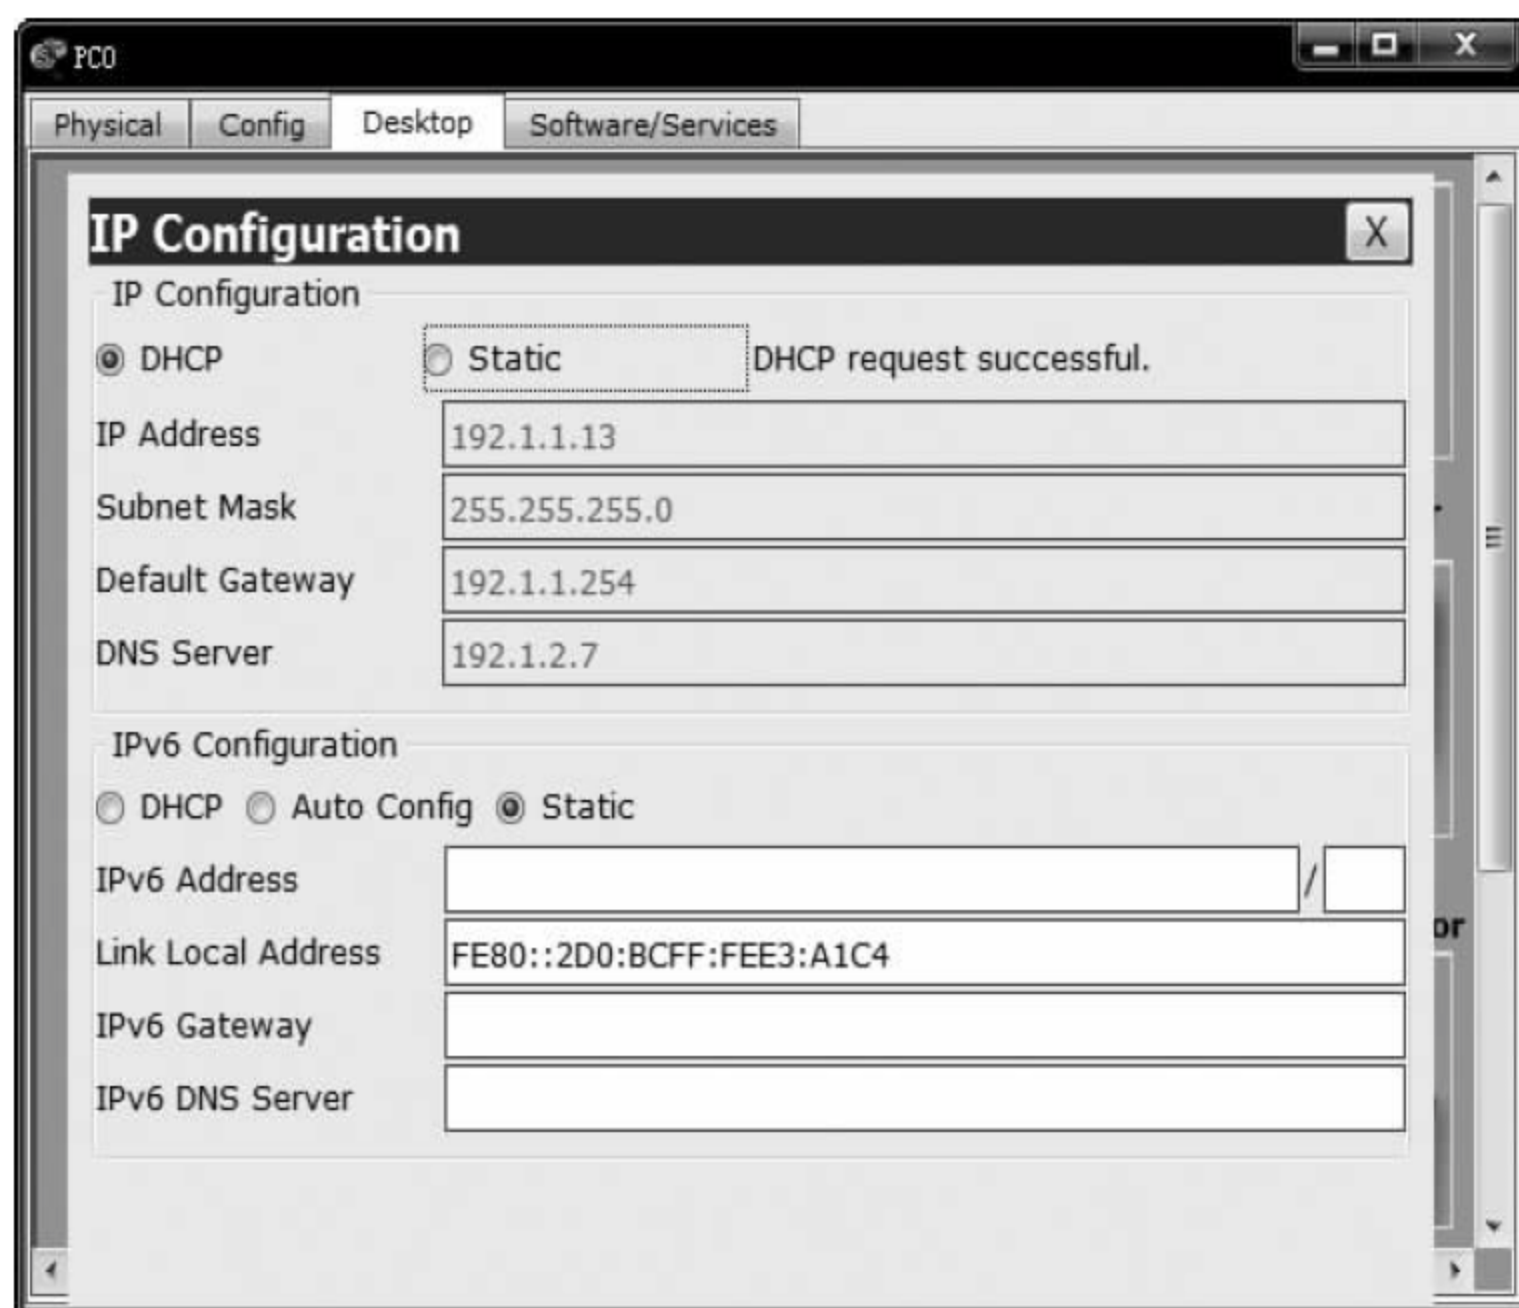 PC0
X
Physical Config Desktop Software/Services
IP Configuration X
IP Configuration
DHCP Static DHCP request successful.
IP Address 192.1.1.13
Subnet Mask 255.255.255.0
Default Gateway 192.1.1.254
DNS Server 192.1.2.7
IPv6 Configuration
DHCP Auto Config Static
IPv6 Address /
or
Link Local Address FE80::2D0:BCFF:FEE3:A1C4
IPv6 Gateway
IPv6 DNS Server